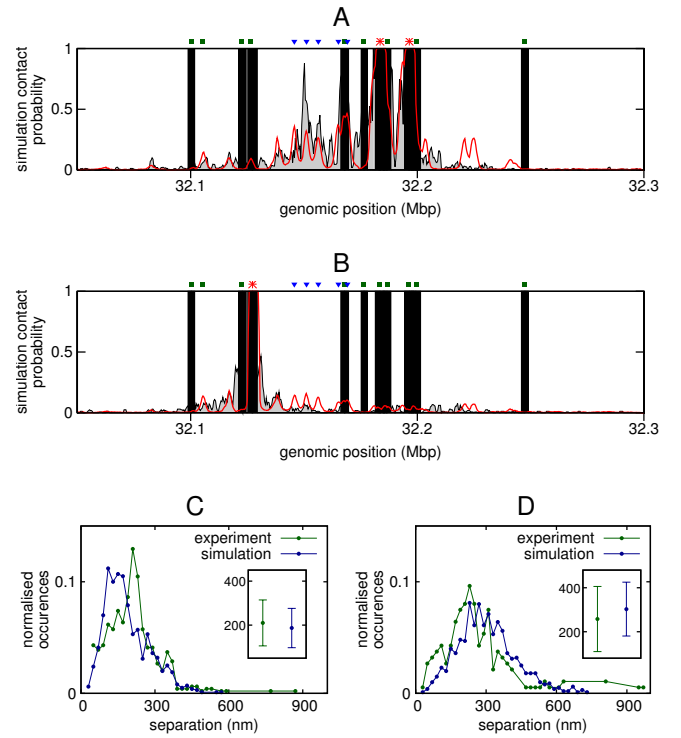 A
simulation contact
probability
1
0.5
0
32.1
32.2
32.3
genomic position (Mbp)
B
simulation contact
probability
1
0.5
0
32.1
32.2
32.3
genomic position (Mbp)
C
normalised
occurences
0.1
0
experiment
simulation
400
200
0
300
600
900
separation (nm)
D
normalised
occurences
0.1
0
experiment
simulation
400
200
0
300
600
900
separation (nm)